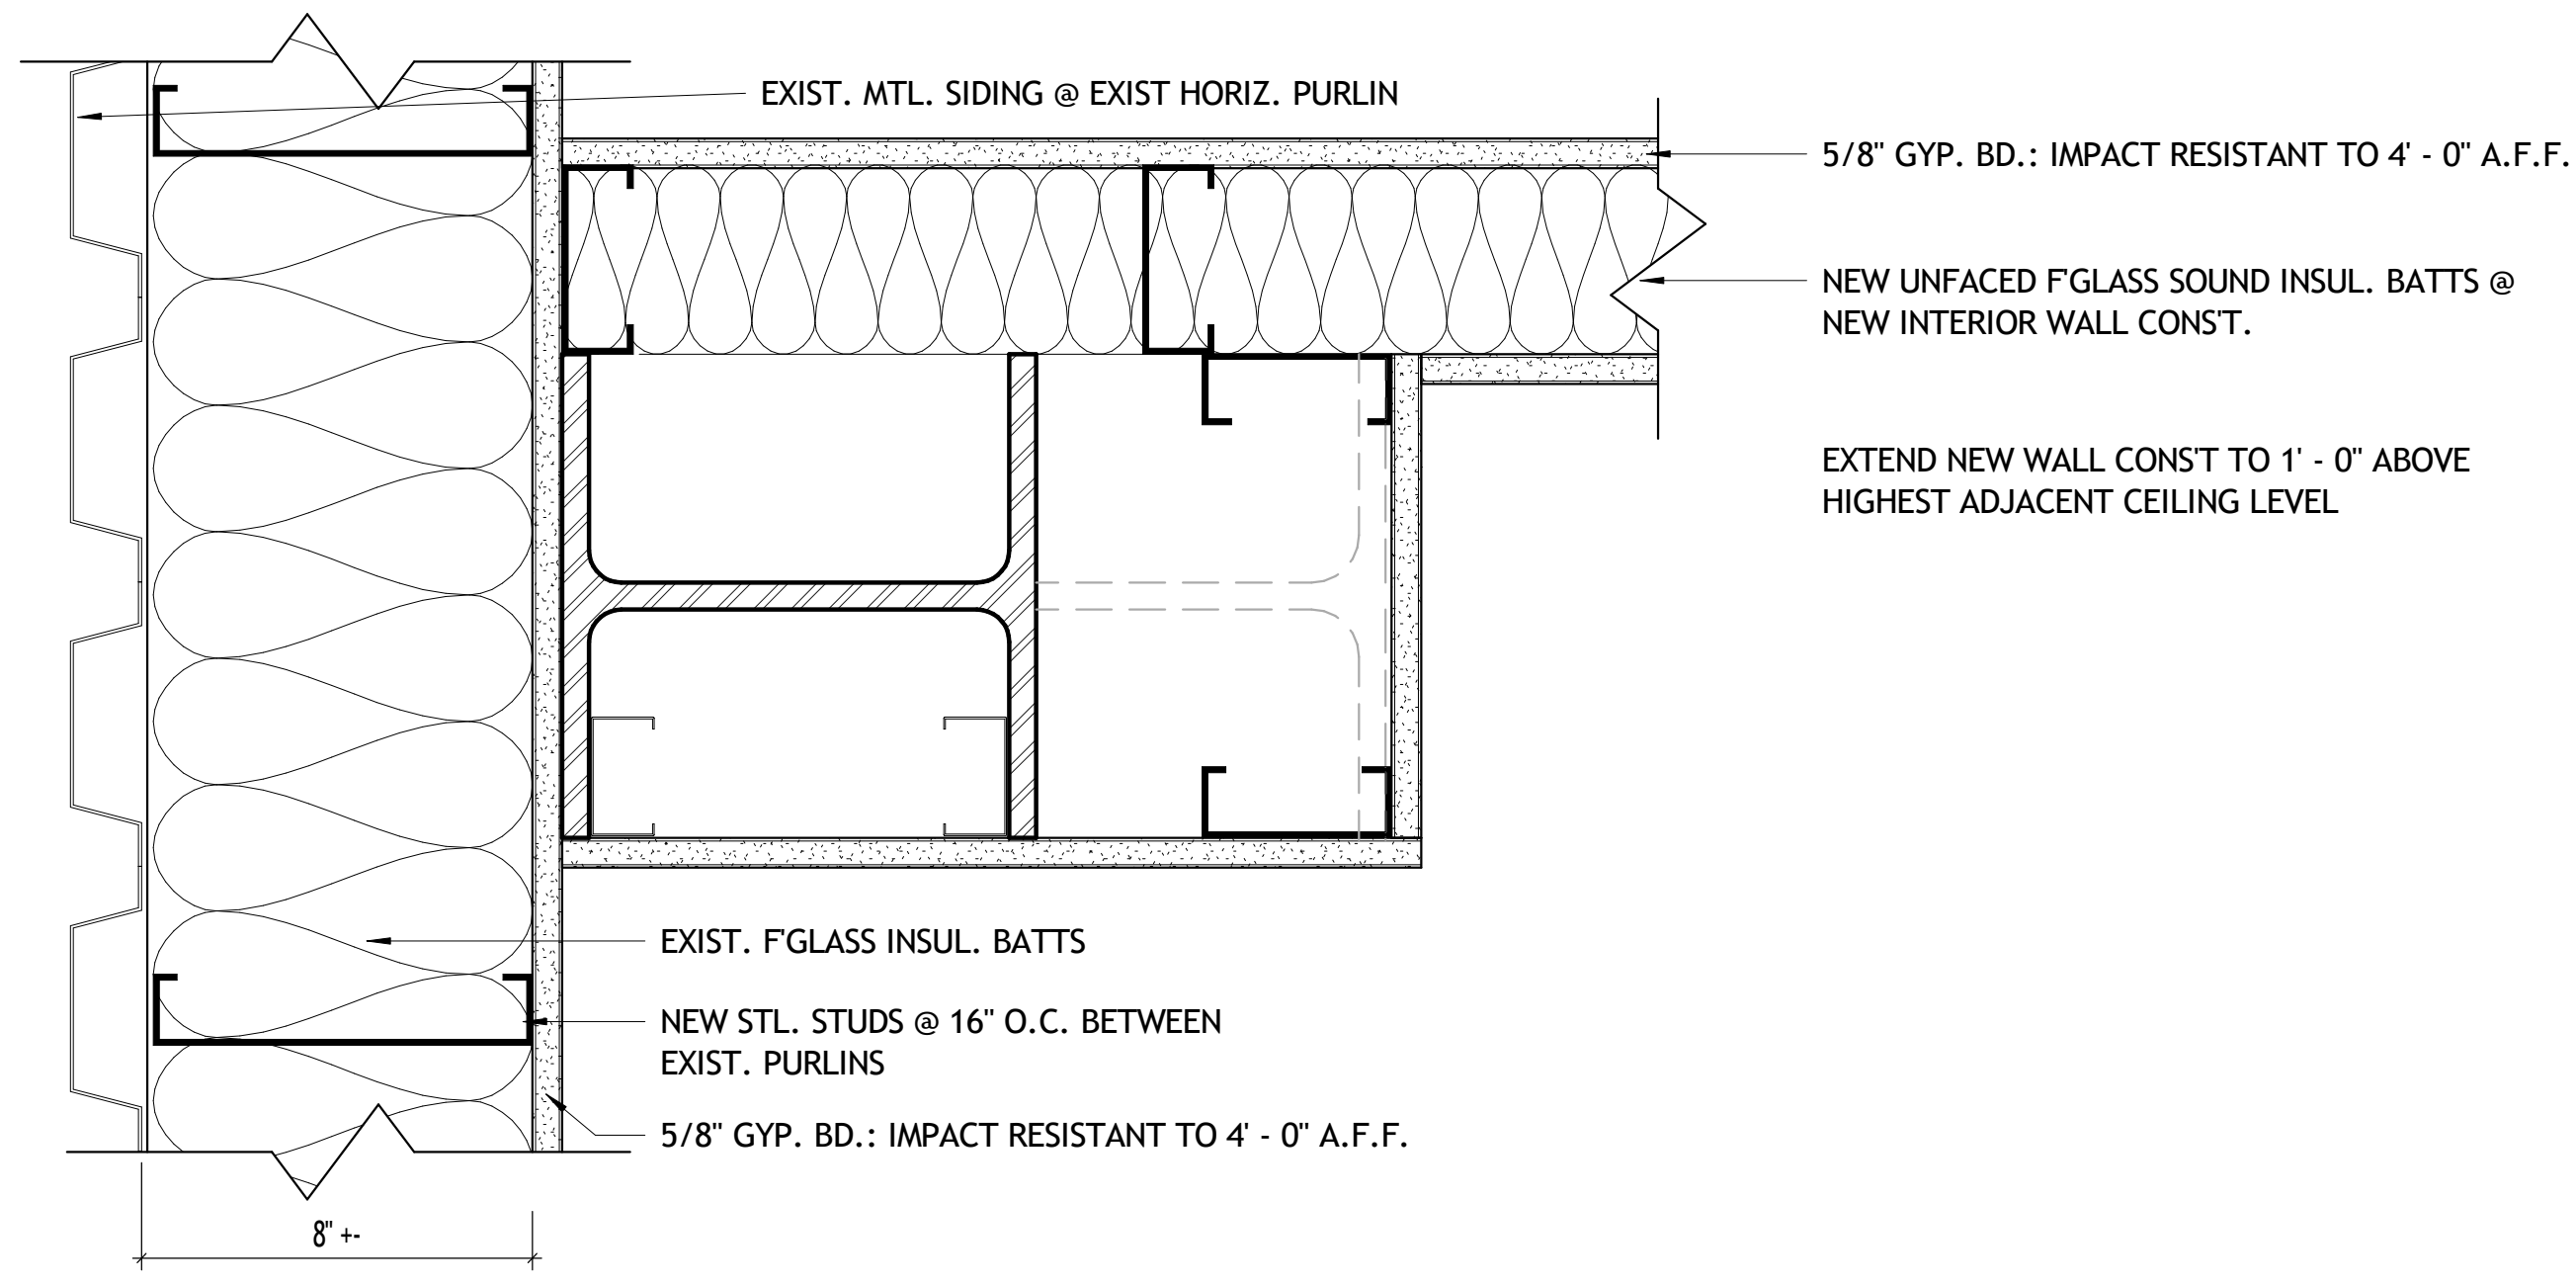 EXIST. MTL. SIDING @ EXIST HORIZ. PURLIN
5/8" GYP. BD.: IMPACT RESISTANT TO 4' - 0" A.F.F.
NEW UNFACED F'GLASS SOUND INSUL. BATTS @
NEW INTERIOR WALL CONS'T.
EXTEND NEW WALL CONS'T TO 1' - 0" ABOVE
HIGHEST ADJACENT CEILING LEVEL
EXIST. F'GLASS INSUL. BATTS
NEW STL. STUDS @ 16" O.C. BETWEEN
EXIST. PURLINS
5/8" GYP. BD.: IMPACT RESISTANT TO 4' - 0" A.F.F.
8" +-